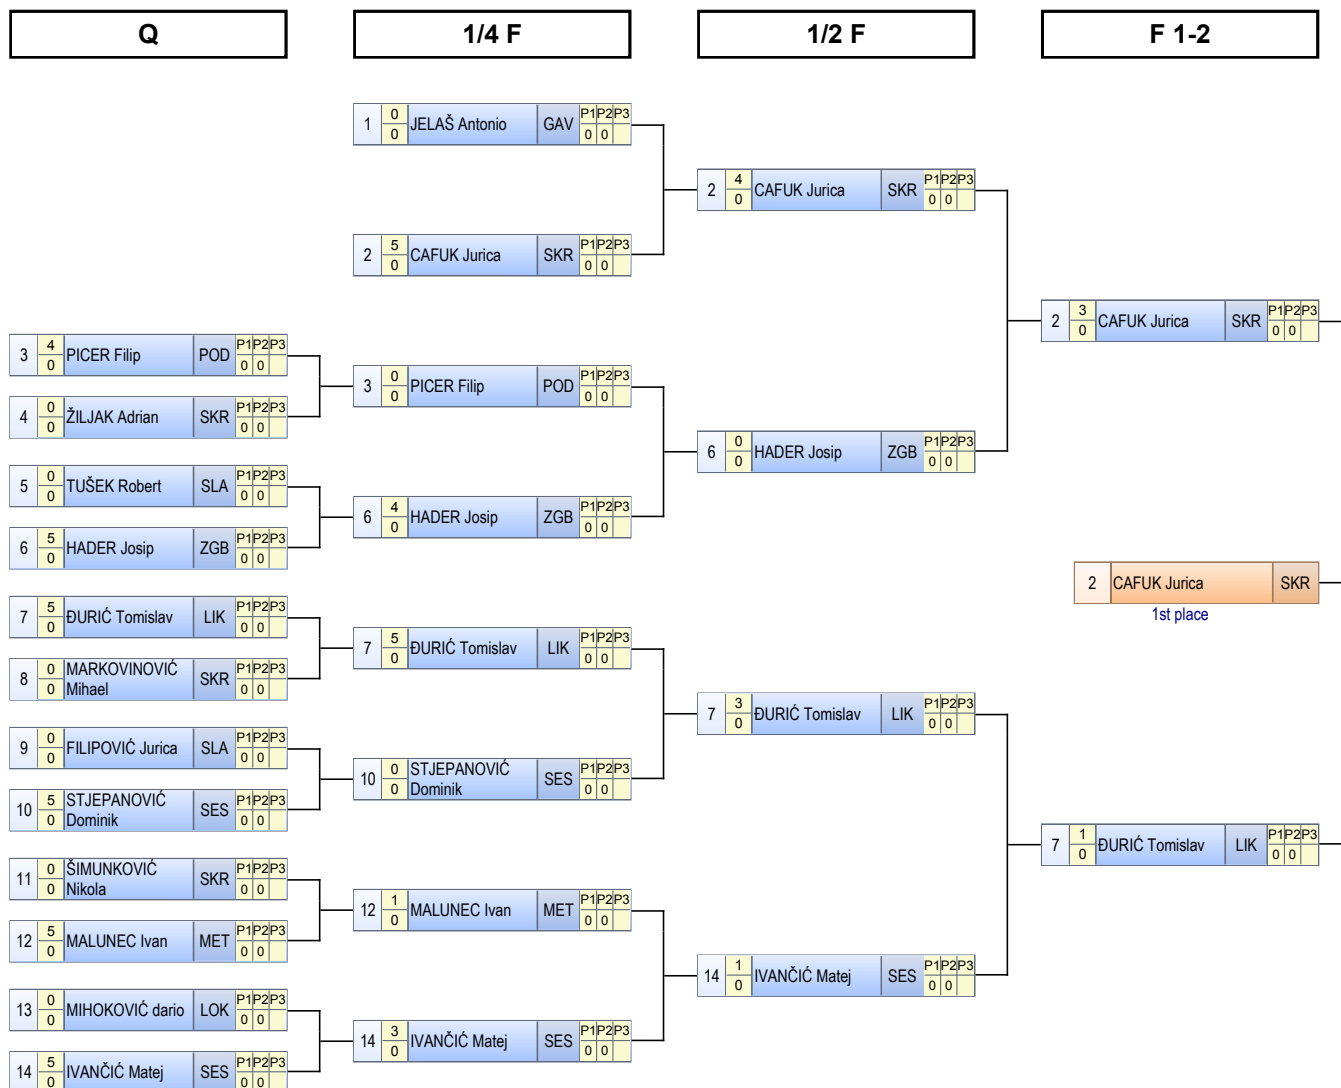 Q
1/4 F
1/2 F
F 1-2
1 0 0 JELAŠ Antonio GAV P1 P2 P3 0 0
2 5 0 CAFUK Jurica SKR P1 P2 P3 0 0
3 4 0 PICER Filip POD P1 P2 P3 0 0
4 0 0 ŽILJAK Adrian SKR P1 P2 P3 0 0
5 0 0 TUŠEK Robert SLA P1 P2 P3 0 0
6 5 0 HADER Josip ZGB P1 P2 P3 0 0
7 5 0 ĐURIĆ Tomislav LIK P1 P2 P3 0 0
8 0 0 MARKOVINOVIĆ
Mihael SKR P1 P2 P3 0 0
9 0 0 FILIPOVIĆ Jurica SLA P1 P2 P3 0 0
10 5 0 STJEPANOVIĆ
Dominik SES P1 P2 P3 0 0
11 0 0 ŠIMUNKOVIĆ
Nikola SKR P1 P2 P3 0 0
12 5 0 MALUNEC Ivan MET P1 P2 P3 0 0
13 0 0 MIHOKOVIĆ dario LOK P1 P2 P3 0 0
14 5 0 IVANČIĆ Matej SES P1 P2 P3 0 0
3 0 0 PICER Filip POD P1 P2 P3 0 0
6 4 0 HADER Josip ZGB P1 P2 P3 0 0
7 5 0 ĐURIĆ Tomislav LIK P1 P2 P3 0 0
10 0 0 STJEPANOVIĆ
Dominik SES P1 P2 P3 0 0
12 1 0 MALUNEC Ivan MET P1 P2 P3 0 0
14 3 0 IVANČIĆ Matej SES P1 P2 P3 0 0
2 4 0 CAFUK Jurica SKR P1 P2 P3 0 0
6 0 0 HADER Josip ZGB P1 P2 P3 0 0
7 3 0 ĐURIĆ Tomislav LIK P1 P2 P3 0 0
14 1 0 IVANČIĆ Matej SES P1 P2 P3 0 0
2 3 0 CAFUK Jurica SKR P1 P2 P3 0 0
2 CAFUK Jurica SKR
1st place
7 1 0 ĐURIĆ Tomislav LIK P1 P2 P3 0 0